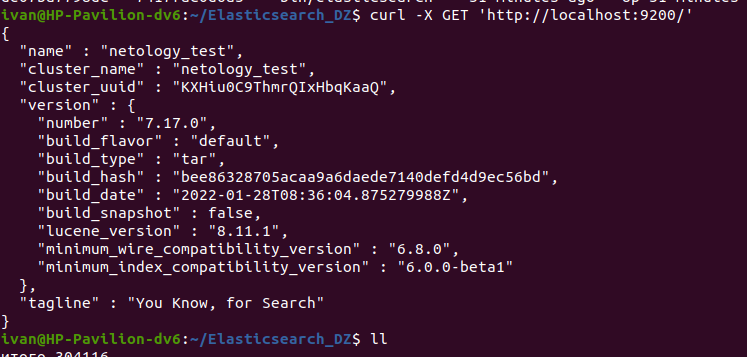 ivan@HP-Pavilion-dv6:~/Elasticsearch_DZ$ curl -X GET 'http://localhost:9200/'
{
  "name" : "netology_test",
  "cluster_name" : "netology_test",
  "cluster_uuid" : "KXHiu0C9ThmrQIxHbqKaaQ",
  "version" : {
    "number" : "7.17.0",
    "build_flavor" : "default",
    "build_type" : "tar",
    "build_hash" : "bee86328705acaa9a6daede7140defd4d9ec56bd",
    "build_date" : "2022-01-28T08:36:04.875279988Z",
    "build_snapshot" : false,
    "lucene_version" : "8.11.1",
    "minimum_wire_compatibility_version" : "6.8.0",
    "minimum_index_compatibility_version" : "6.0.0-beta1"
  },
  "tagline" : "You Know, for Search"
}
ivan@HP-Pavilion-dv6:~/Elasticsearch_DZ$ ll
итого 304116